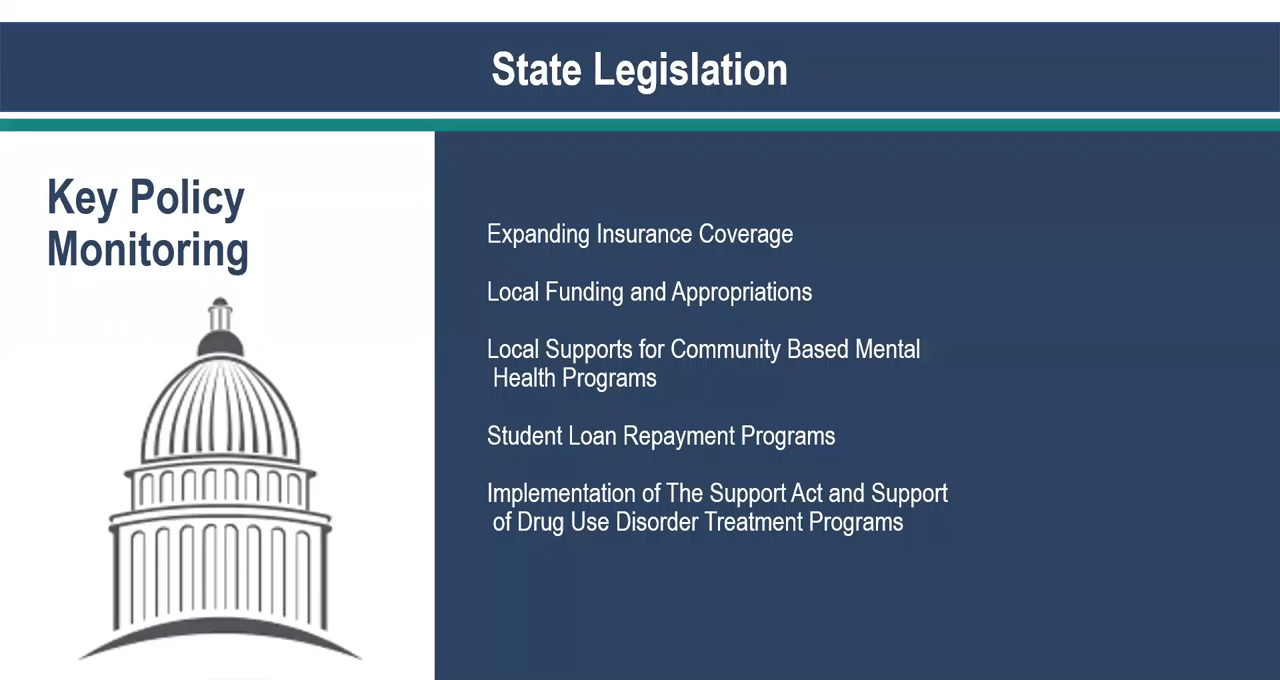 State Legislation
Key Policy
Monitoring
Expanding Insurance Coverage
Local Funding and Appropriations
Local Supports for Community Based Mental
Health Programs
Student Loan Repayment Programs
Implementation of The Support Act and Support
of Drug Use Disorder Treatment Programs